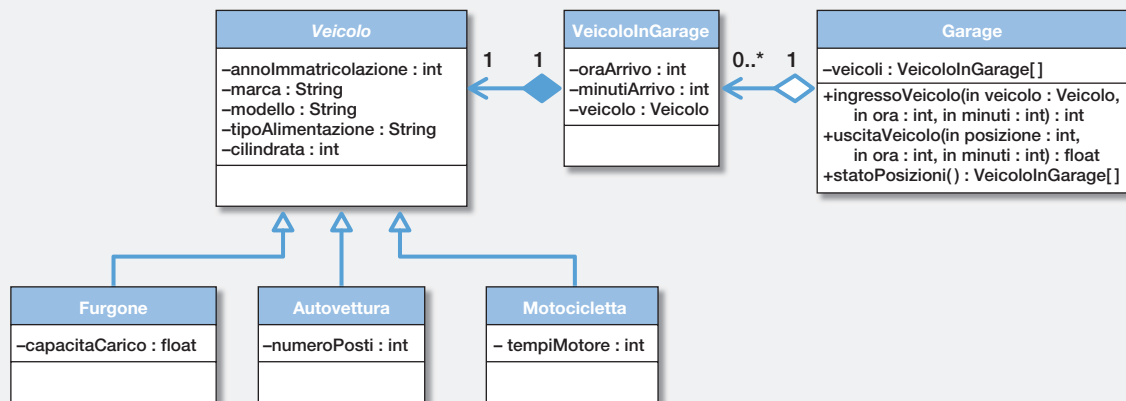 Veicolo
–annoImmatricolazione : int
–marca : String
–modello : String
–tipoAlimentazione : String
–cilindrata : int
1
1
VeicoloInGarage
–oraArrivo : int
–minutiArrivo : int
–veicolo : Veicolo
0..*
1
Garage
–veicoli : VeicoloInGarage[]
+ingressoVeicolo(in veicolo : Veicolo,
in ora : int, in minuti : int) : int
+uscitaVeicolo(in posizione : int,
in ora : int, in minuti : int) : float
+statoPosizioni() : VeicoloInGarage[]
Furgone
–capacitaCarico : float
Autovettura
–numeroPosti : int
Motocicletta
– tempiMotore : int